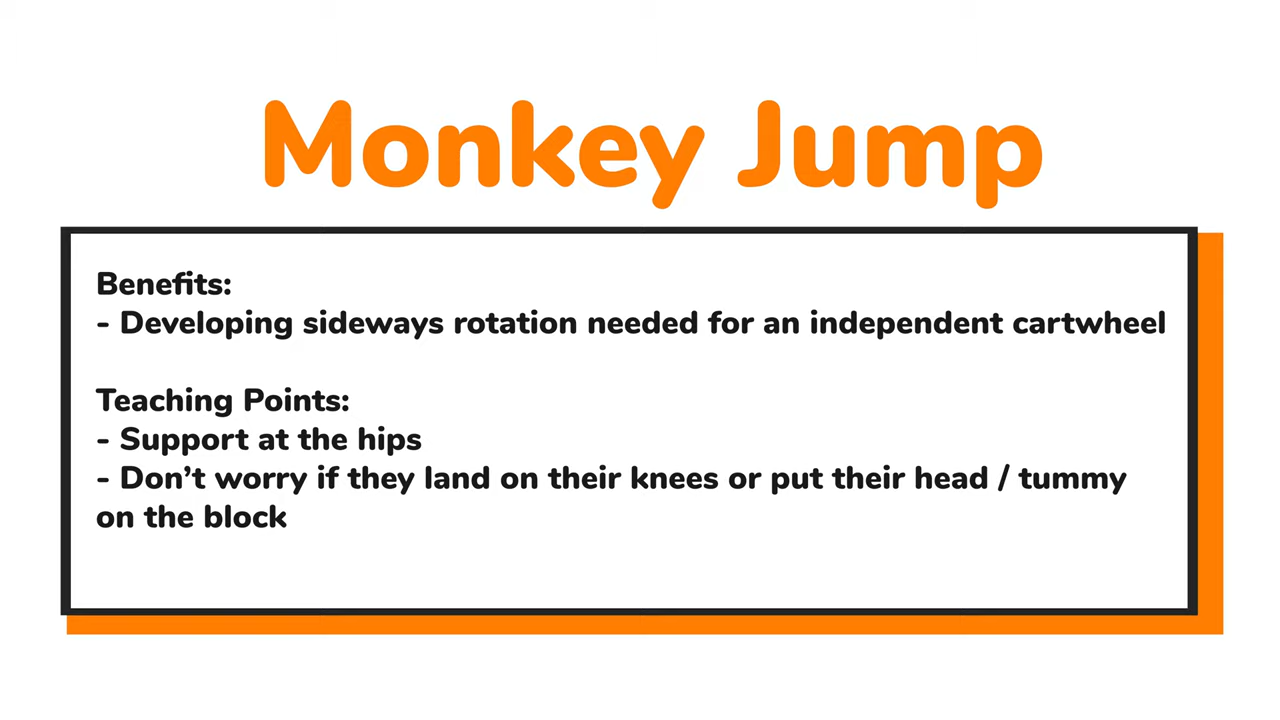 Monkey Jump
Benefits:
- Developing sideways rotation needed for an independent cartwheel
Teaching Points:
- Support at the hips
- Don’t worry if they land on their knees or put their head / tummy
on the block